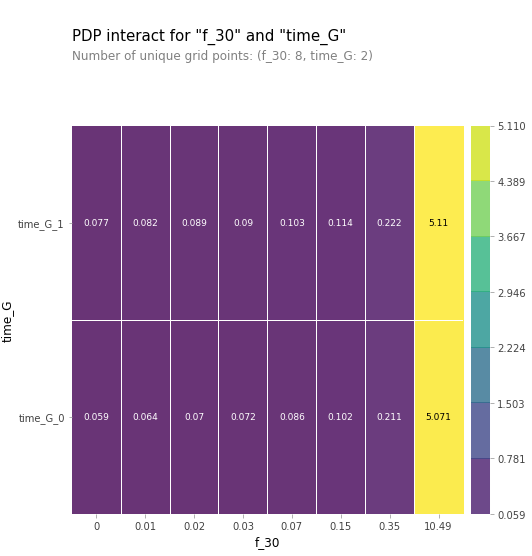 PDP interact for "f_30" and "time_G"
Number of unique grid points: (f_30: 8, time_G: 2)
5.110
4.389
3.667
2.946
2.224
1.503
0.781
0.059
time_G
time_G_1
0.077 0.082 0.089 0.09 0.103 0.114 0.222 5.11
time_G_0
0.059 0.064 0.07 0.072 0.086 0.102 0.211 5.071
0 0.01 0.02 0.03 0.07 0.15 0.35 10.49
f_30